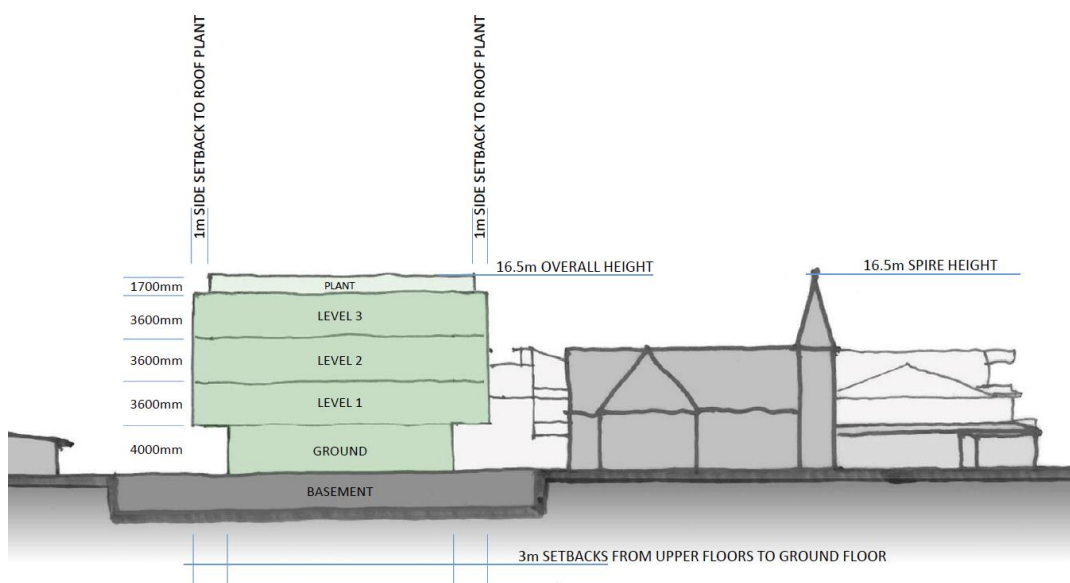 1m SIDE SETBACK TO ROOF PLANT
1m SIDE SETBACK TO ROOF PLANT
16.5m OVERALL HEIGHT
16.5m SPIRE HEIGHT
1700mm
PLANT
3600mm
LEVEL 3
3600mm
LEVEL 2
3600mm
LEVEL 1
4000mm
GROUND
BASEMENT
3m SETBACKS FROM UPPER FLOORS TO GROUND FLOOR